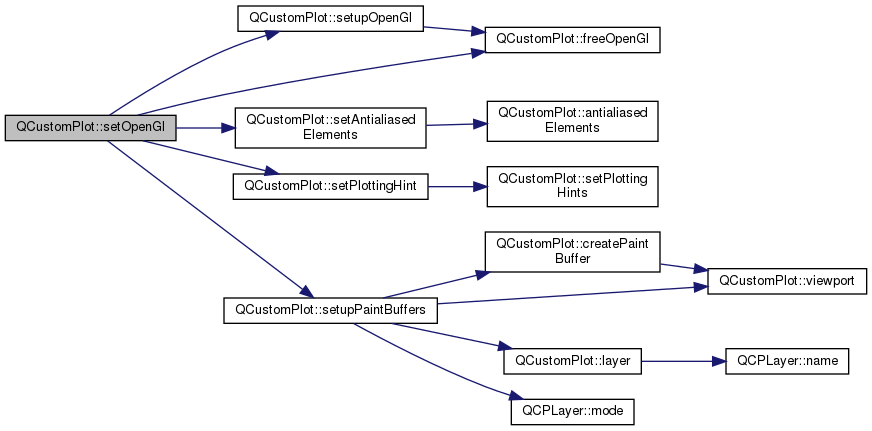 QCustomPlot::setupOpenGl
QCustomPlot::freeOpenGl
QCustomPlot::setOpenGl
QCustomPlot::setAntialiased
Elements
QCustomPlot::antialiased
Elements
QCustomPlot::setPlottingHint
QCustomPlot::setPlotting
Hints
QCustomPlot::createPaint
Buffer
QCustomPlot::viewport
QCustomPlot::setupPaintBuffers
QCustomPlot::layer
QCPLayer::name
QCPLayer::mode